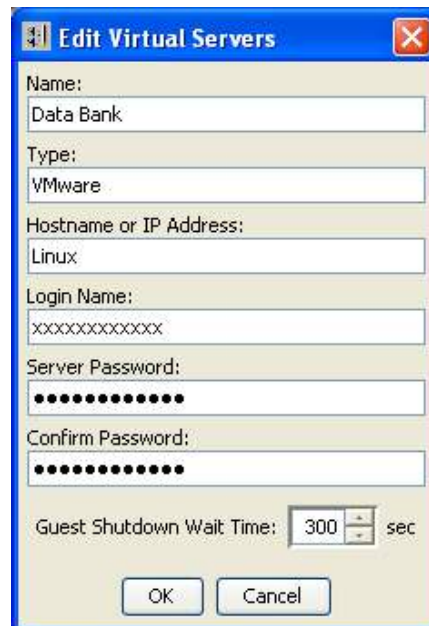 Edit Virtual Servers
Name:
Data Bank
Type:
VMware
Hostname or IP Address:
Linux
Login Name:
xxxxxxxxxxxx
Server Password:
●●●●●●●●●●●●
Confirm Password:
●●●●●●●●●●●●
Guest Shutdown Wait Time: 300 sec
OK Cancel